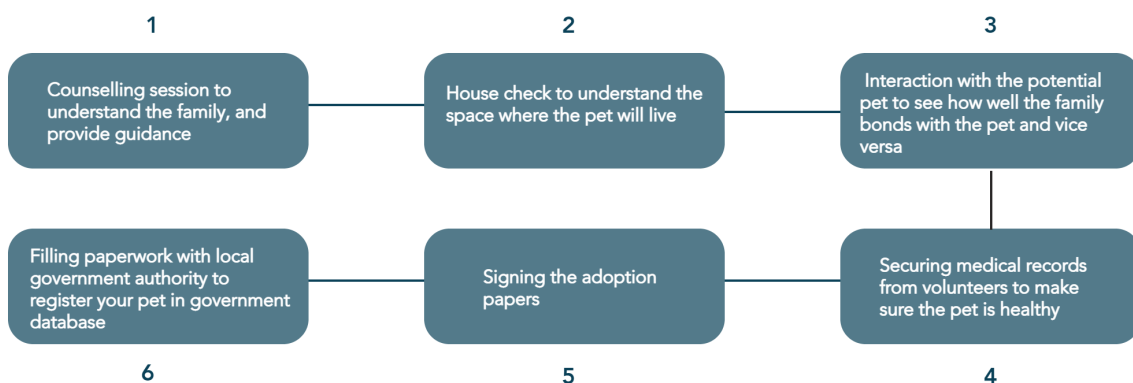 1
Counselling session to
understand the family, and
provide guidance
2
House check to understand the
space where the pet will live
3
Interaction with the potential
pet to see how well the family
bonds with the pet and vice
versa
4
Securing medical records
from volunteers to make
sure the pet is healthy
5
Signing the adoption
papers
6
Filling paperwork with local
government authority to
register your pet in government
database